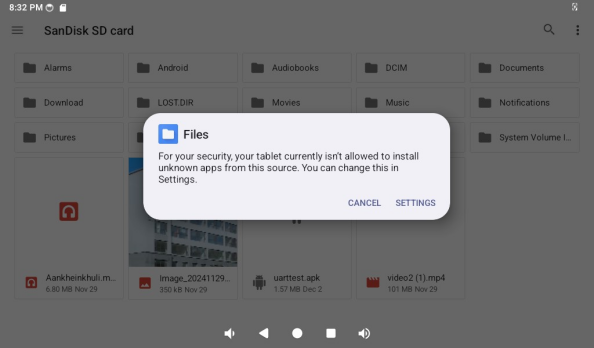 8:32 PM
SanDisk SD card
Alarms
Android
Audiobooks
DCIM
Documents
Download
LOST.DIR
Movies
Music
Notifications
Pictures
System Volume I...
Files
For your security, your tablet currently isn't allowed to install
unknown apps from this source. You can change this in
Settings.
CANCEL
SETTINGS
Aankheinkhuli.m...
6.80 MB Nov 29
Image_20241129...
350 kB Nov 29
uarttest.apk
1.57 MB Dec 2
video2 (1).mp4
101 MB Nov 29